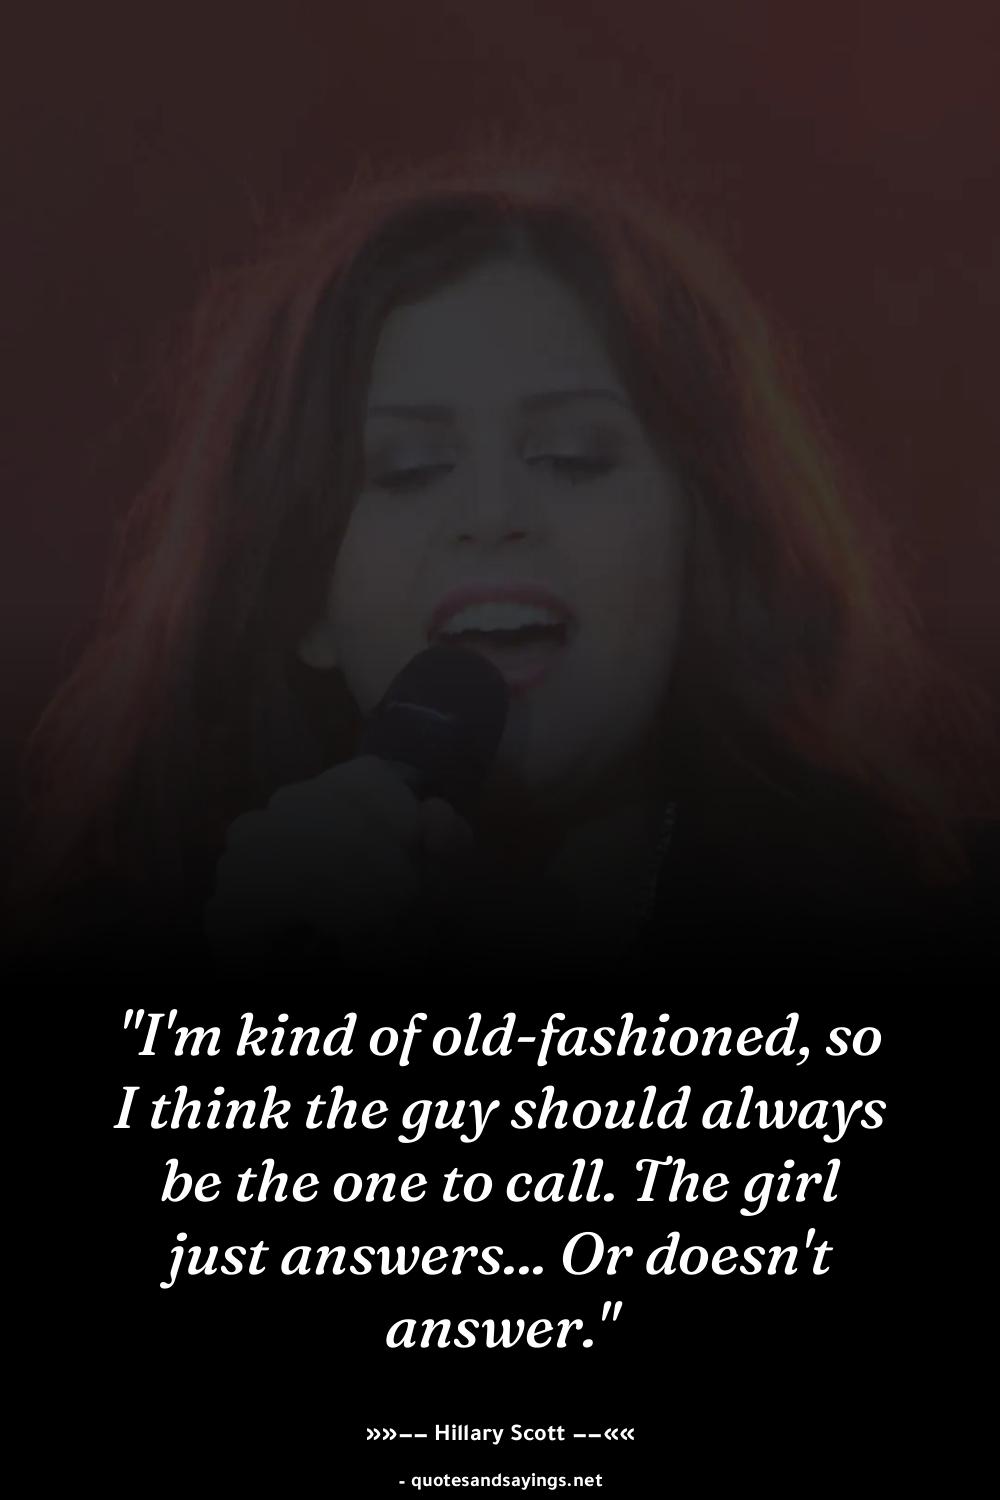 "I'm kind of old-fashioned, so
I think the guy should always
be the one to call. The girl
just answers... Or doesn't
answer."
»»−− Hillary Scott −−««
- quotesandsayings.net